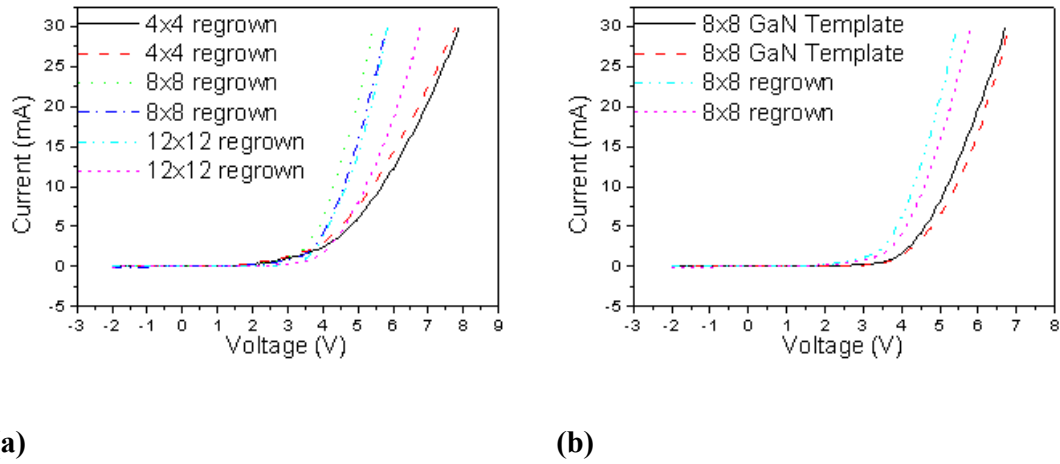 4x4 regrown
4x4 regrown
8x8 regrown
8x8 regrown
12x12 regrown
12x12 regrown
Current (mA)
30
25
20
15
10
5
0
-5
-3 -2 -1 0 1 2 3 4 5 6 7 8 9
Voltage (V)
a)
8x8 GaN Template
8x8 GaN Template
8x8 regrown
8x8 regrown
Current (mA)
30
25
20
15
10
5
0
-5
-3 -2 -1 0 1 2 3 4 5 6 7 8
Voltage (V)
(b)